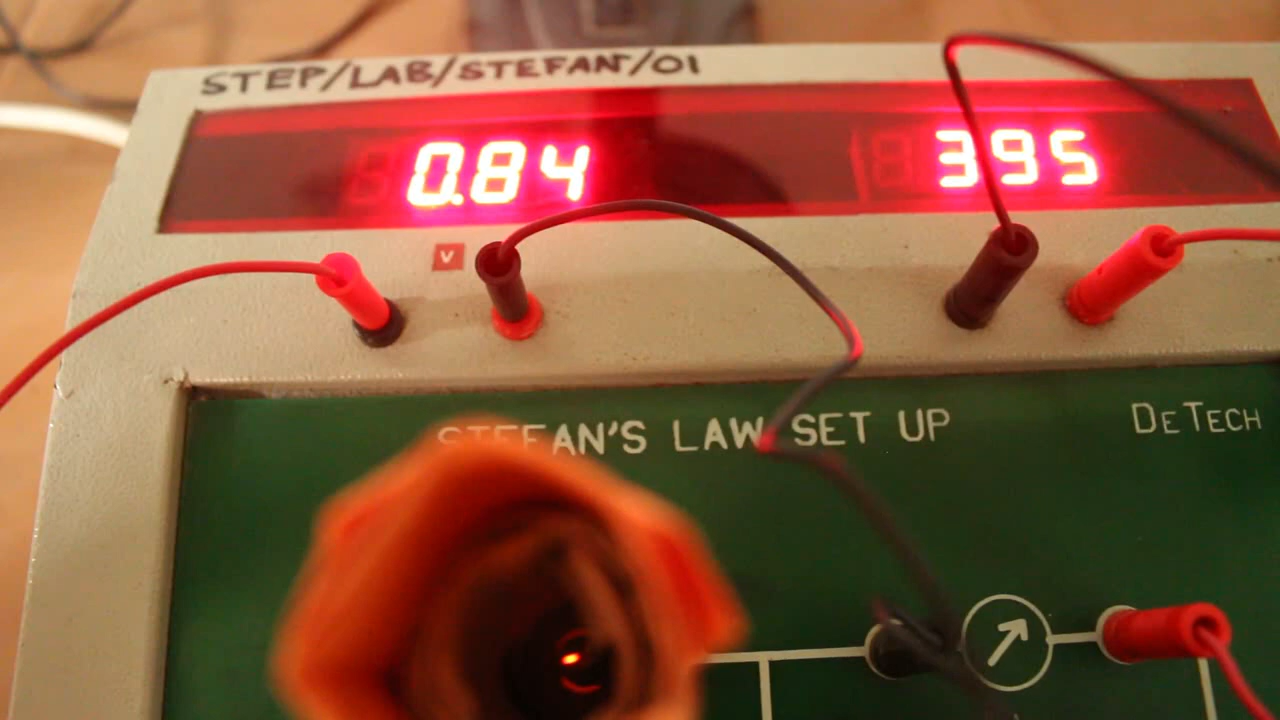 STEP/LAB/STEFAN/01
0.84
395
V
STEFAN'S LAW SET UP
DETECH